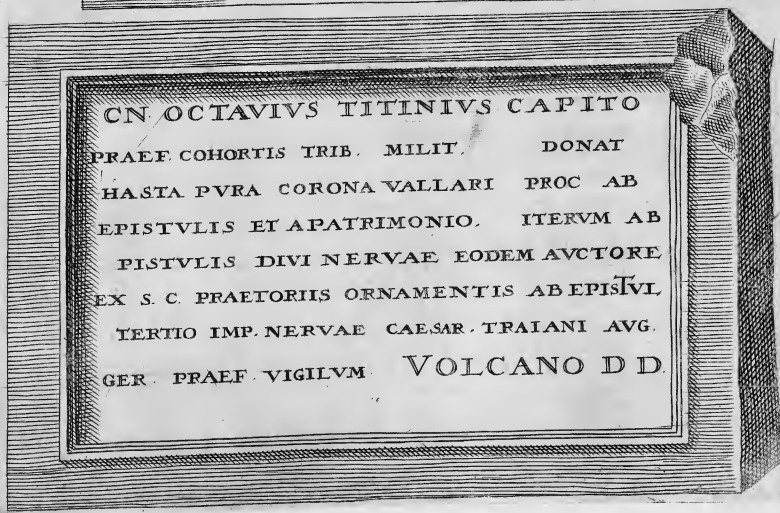 CN OCTAVIVS TITINIVS CAPITO
PRAEF. COHORTIS TRIB. MILIT. DONAT
HASTA PVRA CORONA VALLARI PROC AB
EPISTVLIS ET APATRIMONIO. ITERVM AB
PISTVLIS DIVI NERVAE EODEM AVCTORE
EX S. C. PRAETORIIS ORNAMENTIS AB EPISTVL
TERTIO IMP. NERVAE CAESAR. TRAIANI AVG.
GER. PRAEF. VIGILVM VOLCANO D D.